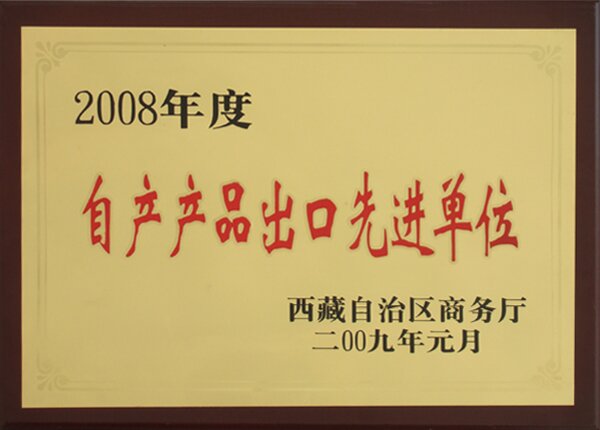 2008年度
自产产品出口先进单位
西藏自治区商务厅
二00九年元月